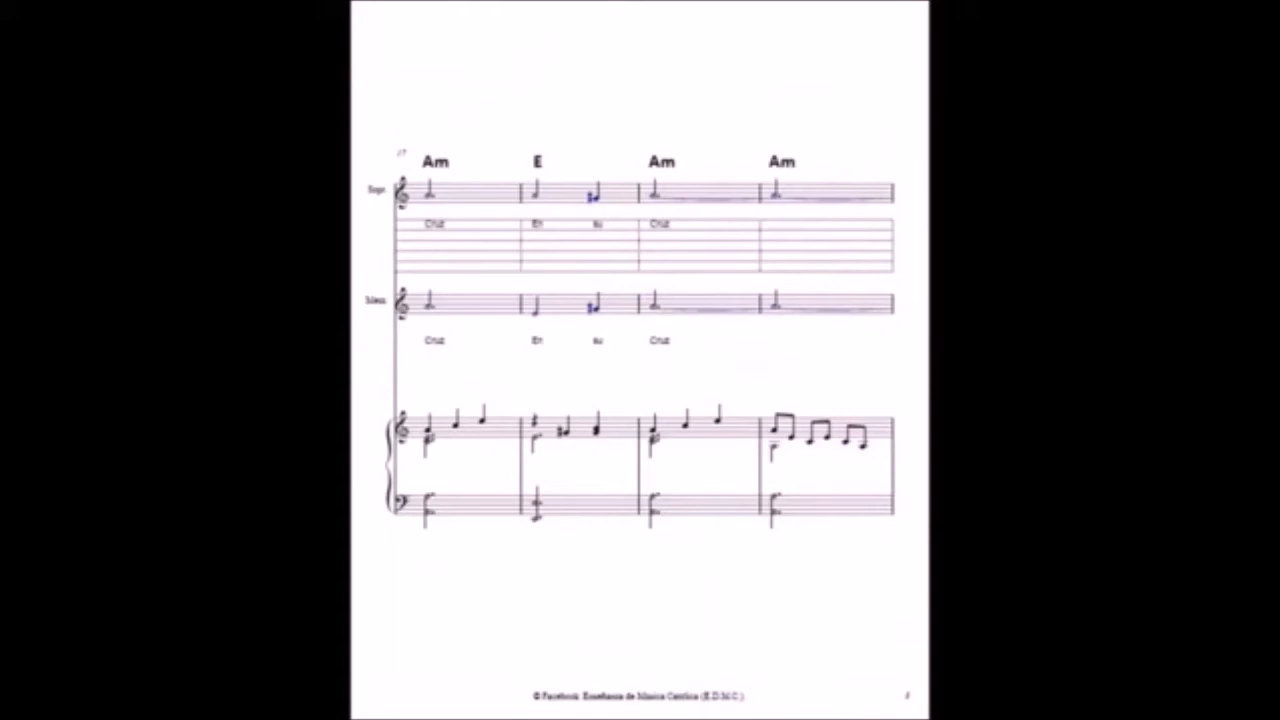 17
Am E Am Am
Sopr.
Cruz En su Cruz
Mezz.
Cruz En su Cruz
© Facebook: Enseñanza de Música Católica (E.D.M.C.).